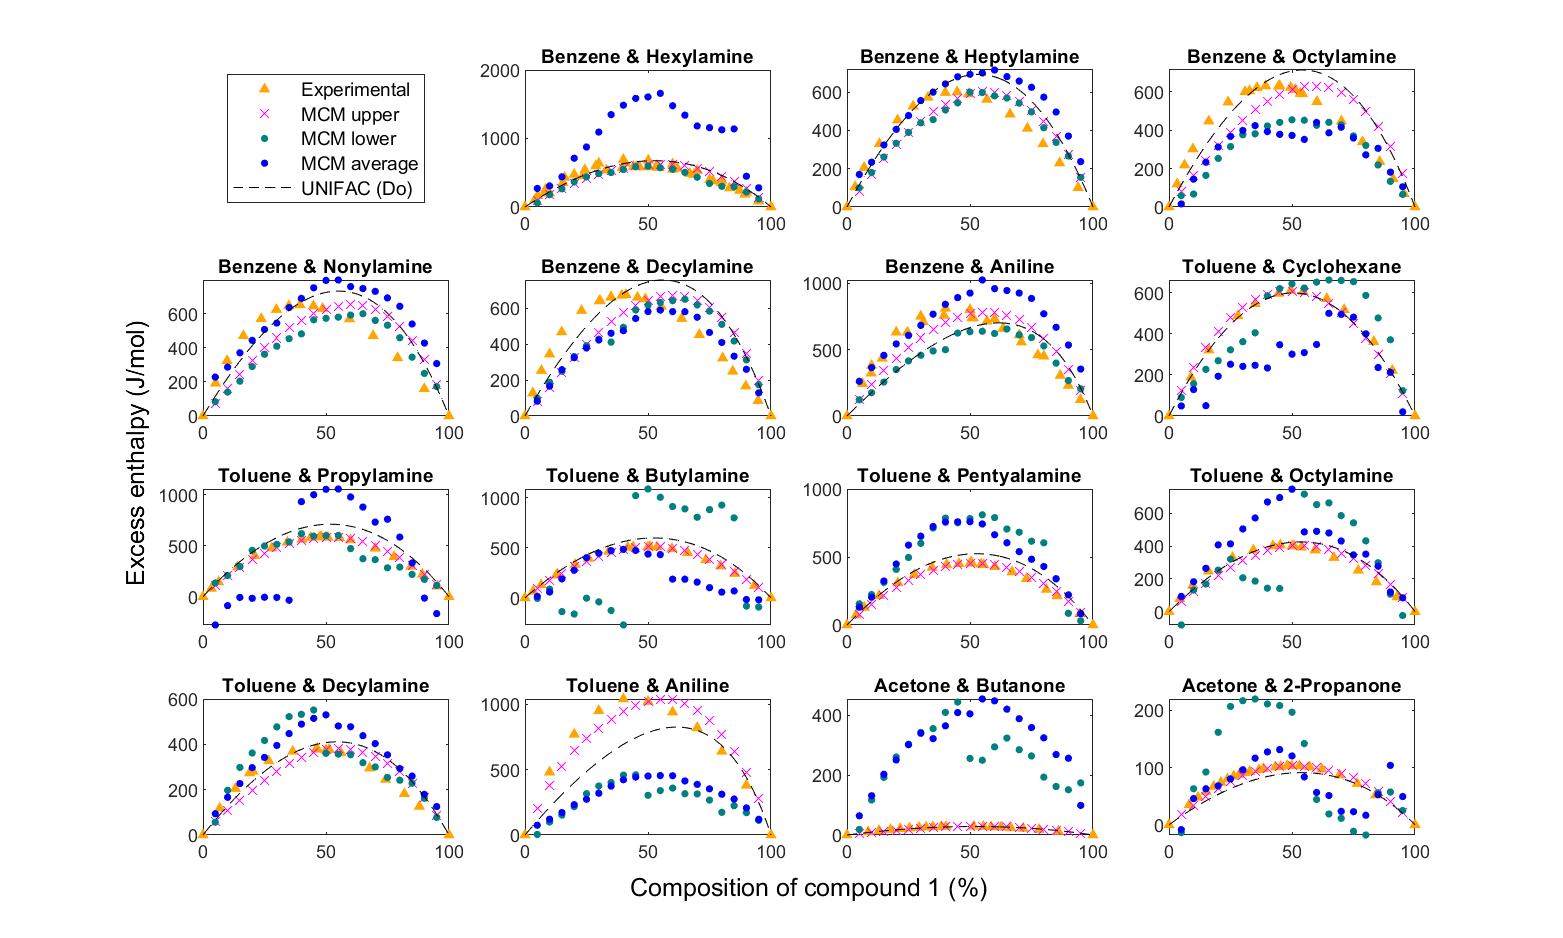 Experimental
MCM upper
MCM lower
MCM average
UNIFAC (Do)
Benzene & Hexylamine
2000
1000
0
0 50 100
Benzene & Heptylamine
600
400
200
0
0 50 100
Benzene & Octylamine
600
400
200
0
0 50 100
Excess enthalpy (J/mol)
Benzene & Nonylamine
600
400
200
0
0 50 100
Benzene & Decylamine
600
400
200
0
0 50 100
Benzene & Aniline
1000
500
0
0 50 100
Toluene & Cyclohexane
600
400
200
0
0 50 100
Toluene & Propylamine
1000
500
0
0 50 100
Toluene & Butylamine
1000
500
0
0 50 100
Toluene & Pentyalamine
1000
500
0
0 50 100
Toluene & Octylamine
600
400
200
0
0 50 100
Toluene & Decylamine
600
400
200
0
0 50 100
Toluene & Aniline
1000
500
0
0 50 100
Acetone & Butanone
400
200
0
0 50 100
Acetone & 2-Propanone
200
100
0
0 50 100
Composition of compound 1 (%)